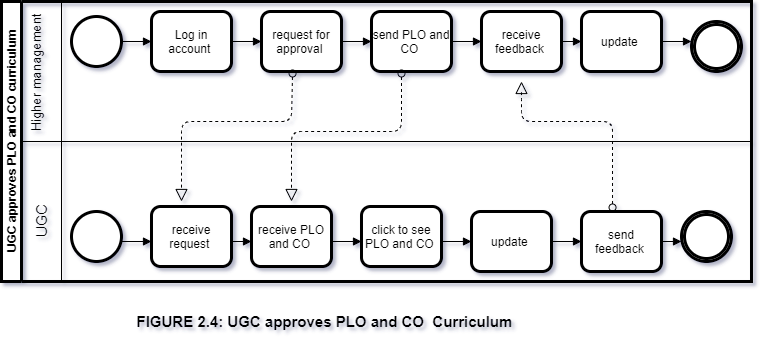 UGC approves PLO and CO curriculum
Higher management
Log in
account
request for
approval
send PLO and
CO
receive
feedback
update
UGC
receive
request
receive PLO
and CO
click to see
PLO and CO
update
send
feedback
FIGURE 2.4: UGC approves PLO and CO Curriculum